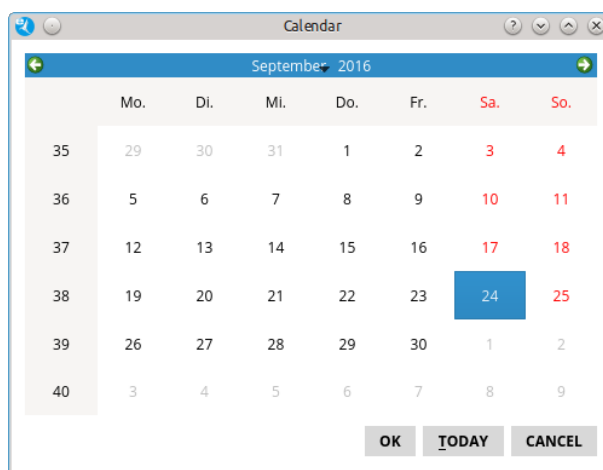 Calendar
September 2016
Mo. Di. Mi. Do. Fr. Sa. So.
35 29 30 31 1 2 3 4
36 5 6 7 8 9 10 11
37 12 13 14 15 16 17 18
38 19 20 21 22 23 24 25
39 26 27 28 29 30 1 2
40 3 4 5 6 7 8 9
OK TODAY CANCEL